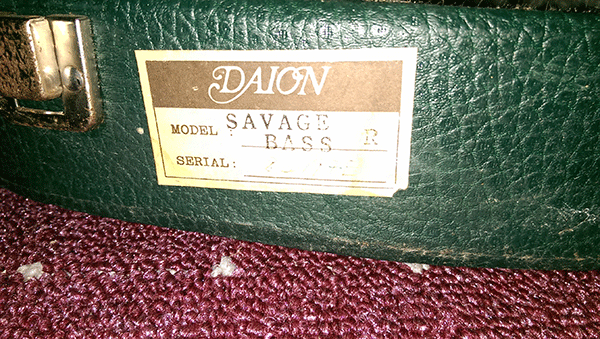 DAION
MODEL: SAVAGE
BASS R
SERIAL: